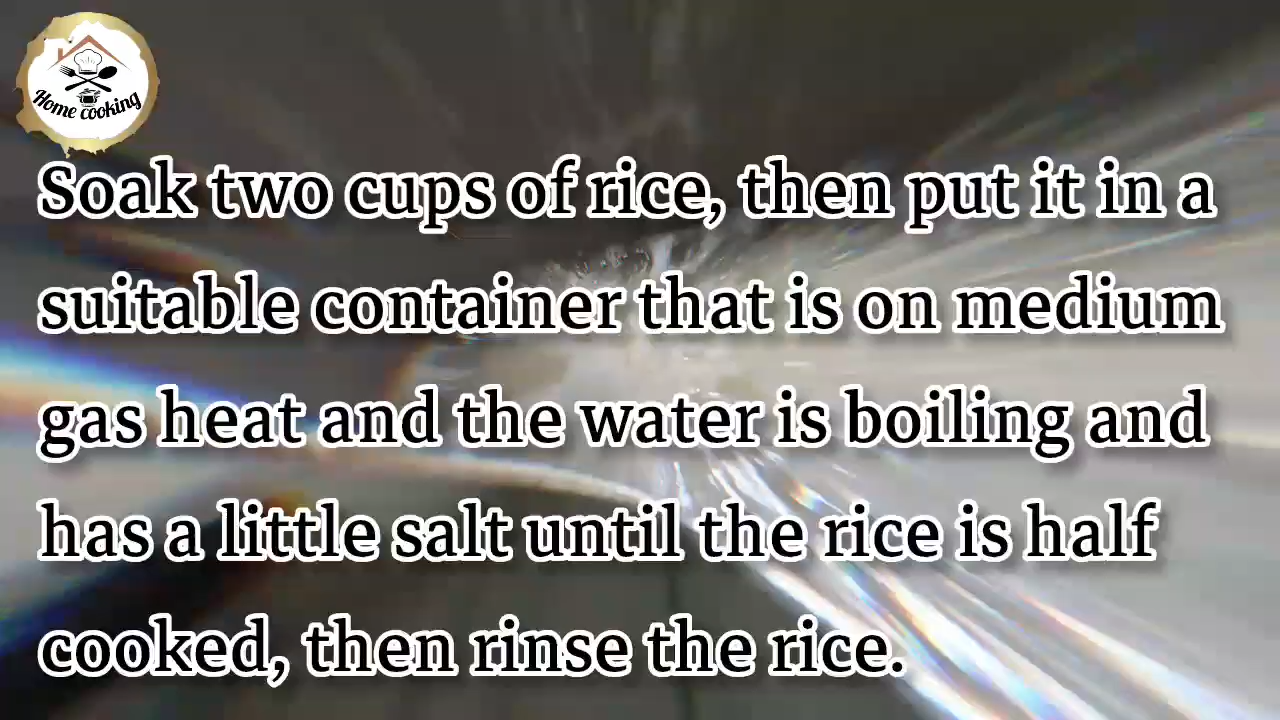 Home cooking
Soak two cups of rice, then put it in a
suitable container that is on medium
gas heat and the water is boiling and
has a little salt until the rice is half
cooked, then rinse the rice.